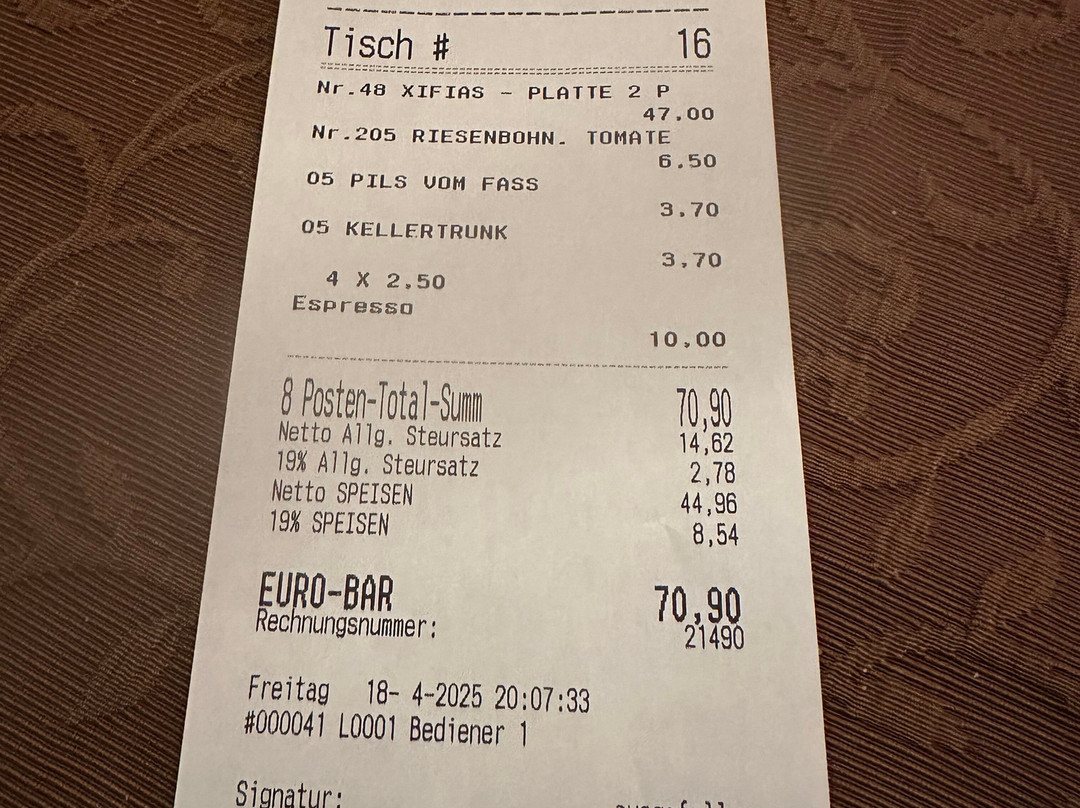 Tisch # 16
Nr.48 XIFIAS - PLATTE 2 P
47.00
Nr.205 RIESENBOHN. TOMATE
6.50
05 PILS VOM FASS
3.70
05 KELLERTRUNK
3,70
4 X 2,50
Espresso
10,00
8 Posten-Total-Summ 70,90
Netto Allg. Steursatz 14,62
19% Allg. Steursatz 2,78
Netto SPEISEN 44,96
19% SPEISEN 8,54
EURO-BAR 70,90
Rechnungsnummer: 21490
Freitag 18- 4-2025 20:07:33
#000041 L0001 Bediener 1
Signatur: